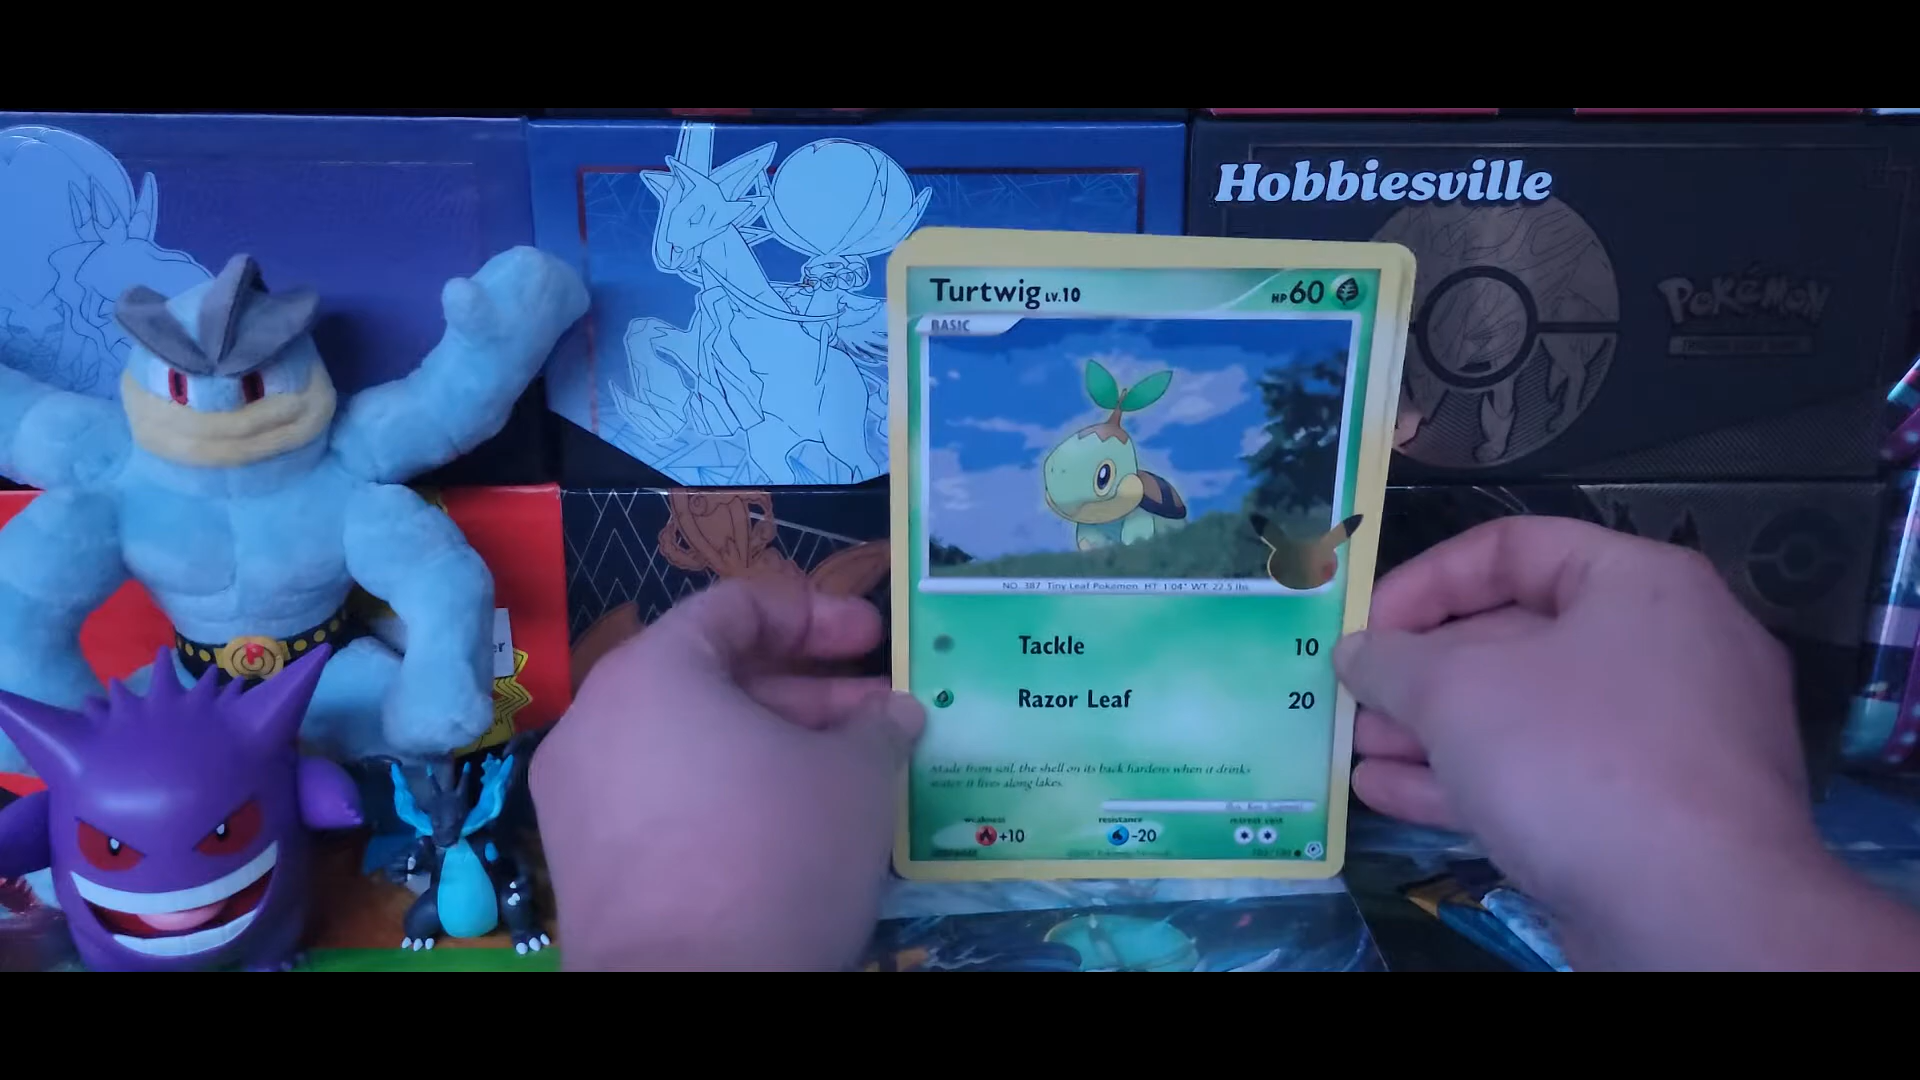 Hobbiesville
POKéMON
Turtwig LV.10 HP60
BASIC
NO. 387 Tiny Leaf Pokémon HT 1'04" WT 22.5 lbs
Tackle 10
Razor Leaf 20
Made from soil, the shell on its back hardens when it drinks
water. It lives along lakes.
weakness resistance retreat cost
+10 -20
er